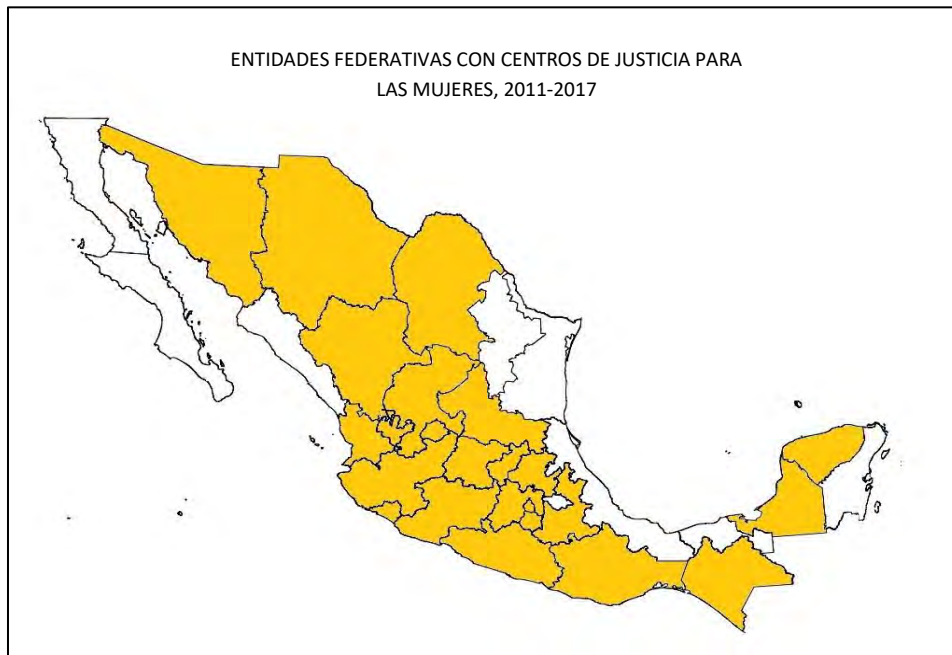 ENTIDADES FEDERATIVAS CON CENTROS DE JUSTICIA PARA
LAS MUJERES, 2011-2017